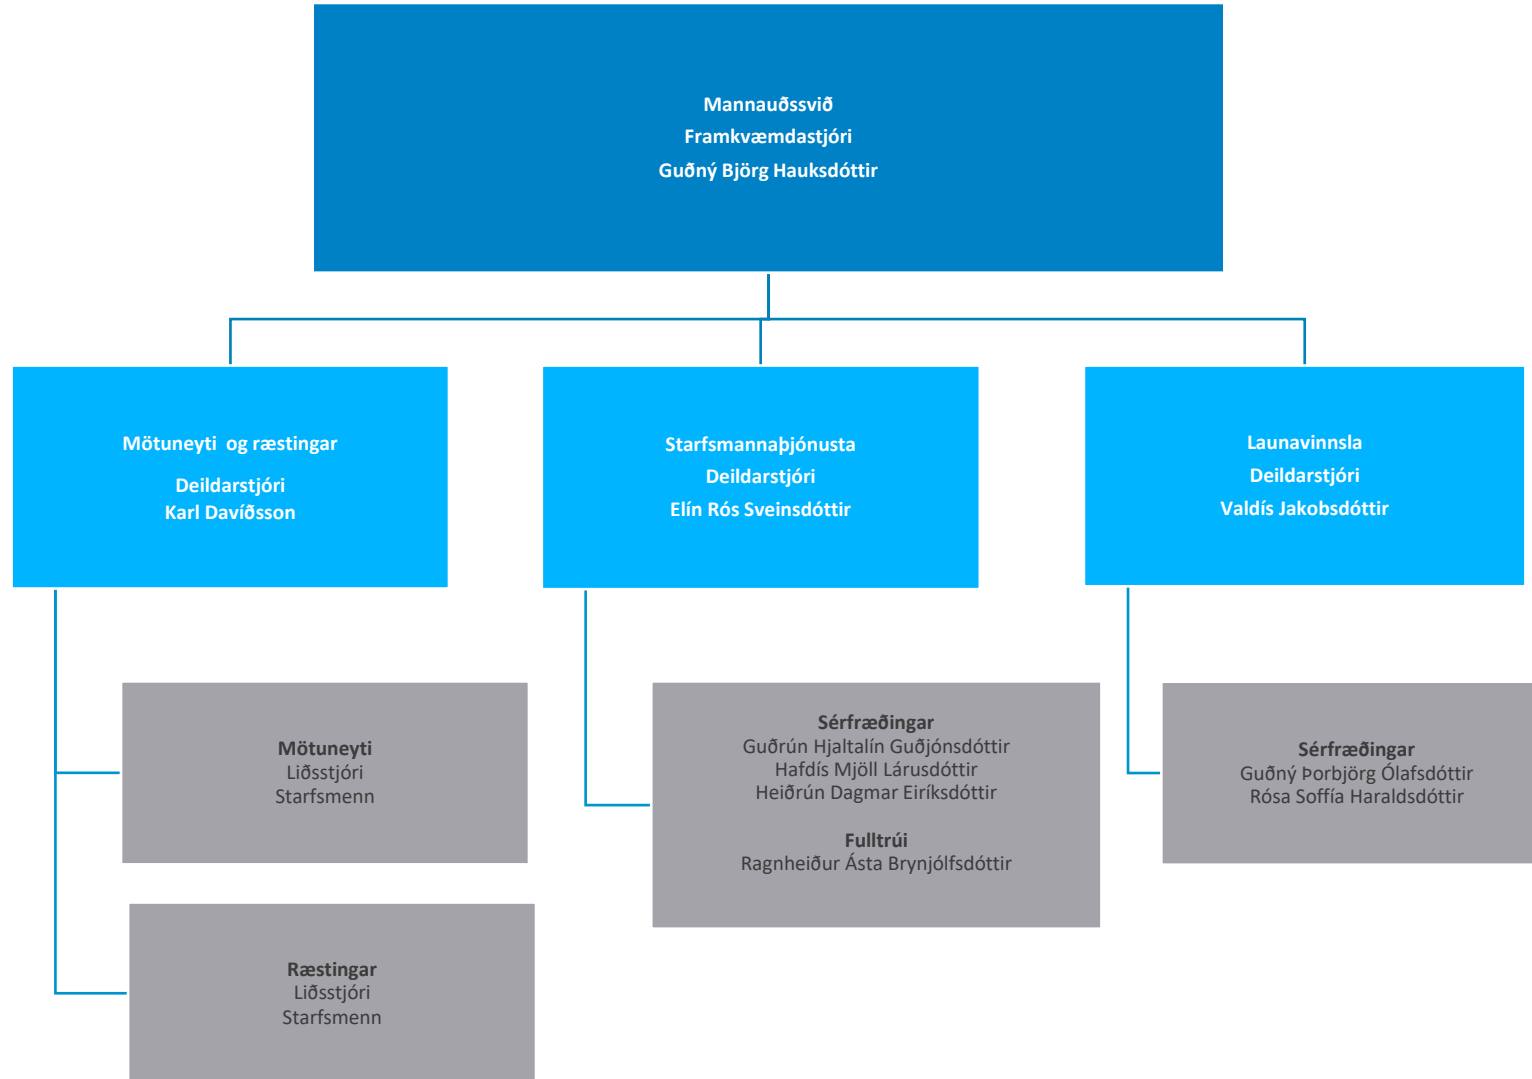 Mannauðssvið
Framkvæmdastjóri
Guðný Björg Hauksdóttir
Mötuneyti og ræstingar
Deildarstjóri
Karl Davíðsson
Starfsmannaþjónusta
Deildarstjóri
Elín Rós Sveinsdóttir
Launavinnsla
Deildarstjóri
Valdís Jakobsdóttir
Mötuneyti
Liðsstjóri
Starfsmenn
Ræstingar
Liðsstjóri
Starfsmenn
Sérfræðingar
Guðrún Hjaltalín Guðjónsdóttir
Hafdís Mjöll Lárusdóttir
Heiðrún Dagmar Eiríksdóttir
Fulltrúi
Ragnheiður Ásta Brynjólfsdóttir
Sérfræðingar
Guðný Þorbjörg Ólafsdóttir
Rósa Soffía Haraldsdóttir